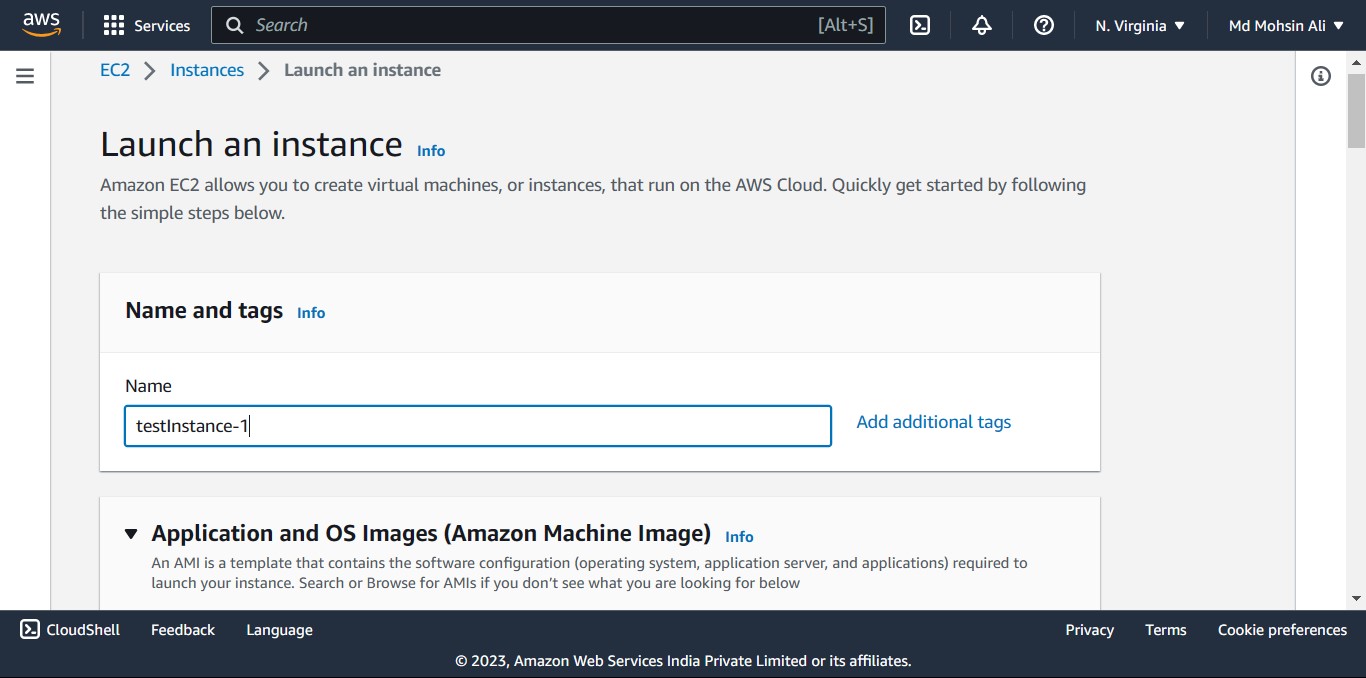 aws Services Search [Alt+S] N. Virginia Md Mohsin Ali
EC2 Instances Launch an instance
Launch an instance Info
Amazon EC2 allows you to create virtual machines, or instances, that run on the AWS Cloud. Quickly get started by following
the simple steps below.
Name and tags Info
Name
testInstance-1
Add additional tags
Application and OS Images (Amazon Machine Image) Info
An AMI is a template that contains the software configuration (operating system, application server, and applications) required to
launch your instance. Search or Browse for AMIs if you don’t see what you are looking for below
CloudShell Feedback Language Privacy Terms Cookie preferences
© 2023, Amazon Web Services India Private Limited or its affiliates.